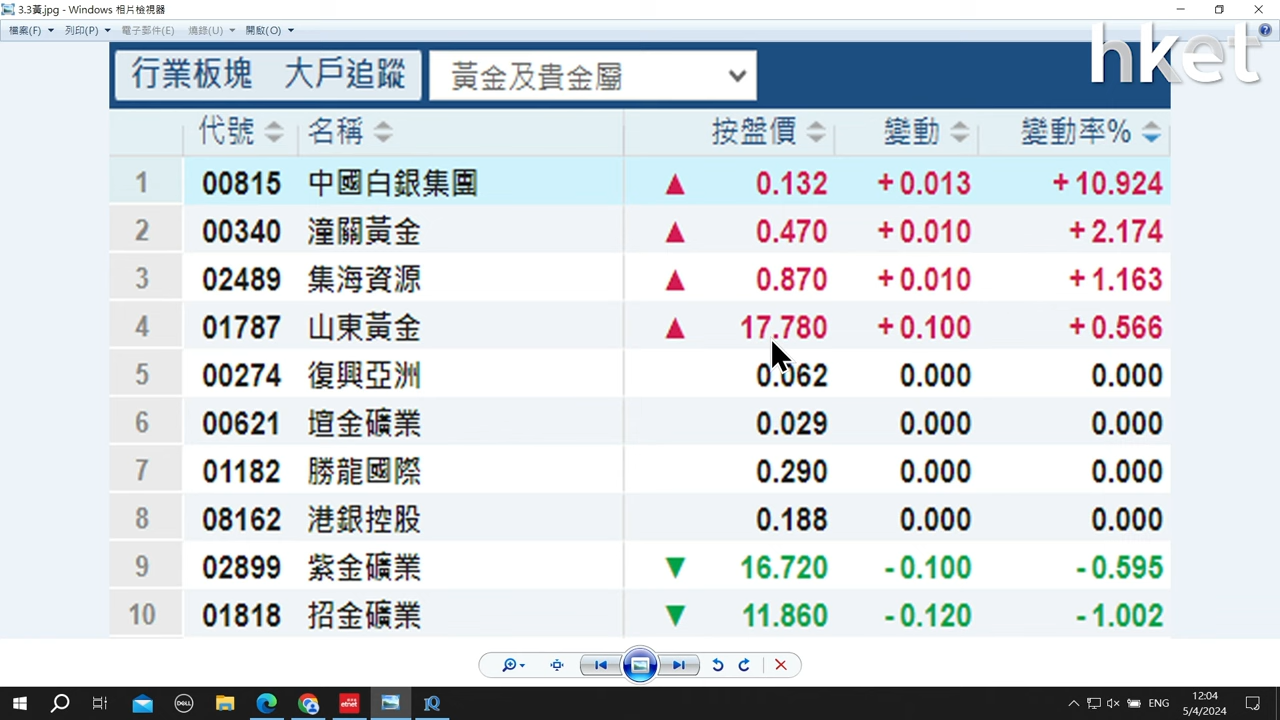 3.3黃.jpg - Windows 相片檢視器
檔案(F) 列印(P) 電子郵件(E) 燒錄(U) 開啟(O)
hket
行業板塊 大戶追蹤 黃金及貴金屬
代號 名稱 按盤價 變動 變動率%
1 00815 中國白銀集團 ▲ 0.132 +0.013 +10.924
2 00340 潼關黃金 ▲ 0.470 +0.010 +2.174
3 02489 集海資源 ▲ 0.870 +0.010 +1.163
4 01787 山東黃金 ▲ 17.780 +0.100 +0.566
5 00274 復興亞洲 0.062 0.000 0.000
6 00621 壇金礦業 0.029 0.000 0.000
7 01182 勝龍國際 0.290 0.000 0.000
8 08162 港銀控股 0.188 0.000 0.000
9 02899 紫金礦業 ▼ 16.720 -0.100 -0.595
10 01818 招金礦業 ▼ 11.860 -0.120 -1.002
DELL etnet IQ ENG 12:04
5/4/2024